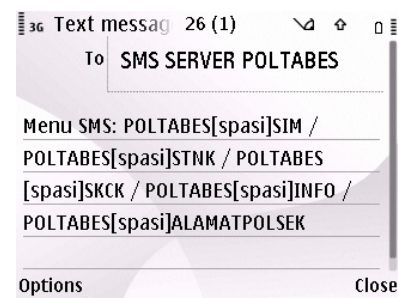 3G Text messag 26 (1)
To SMS SERVER POLTABES
Menu SMS: POLTABES[spasi]SIM /
POLTABES[spasi]STNK / POLTABES
[spasi]SKCK / POLTABES[spasi]INFO /
POLTABES[spasi]ALAMATPOLSEK
Options Close